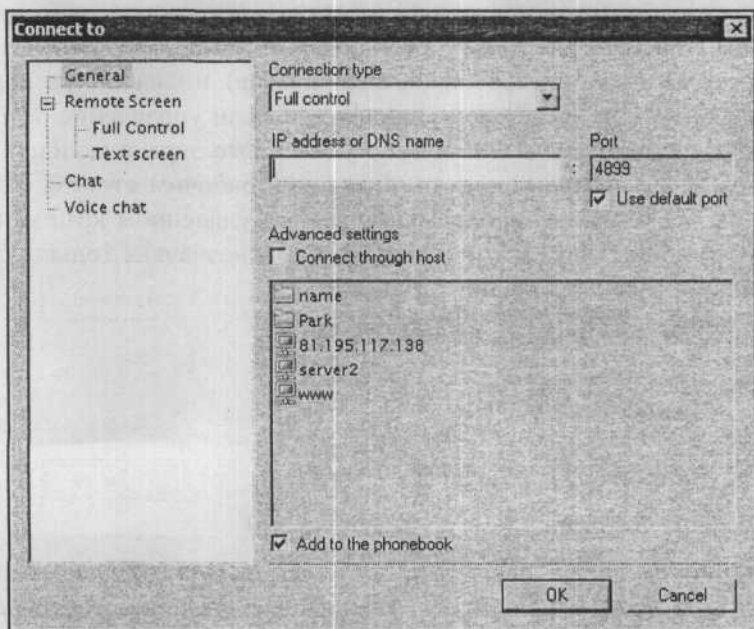 Connect to
General
Remote Screen
Full Control
Text screen
Chat
Voice chat
Connection type
Full control
IP address or DNS name
Port
:
4899
Use default port
Advanced settings
Connect through host
name
Park
81.195.117.138
server2
www
Add to the phonebook
OK
Cancel